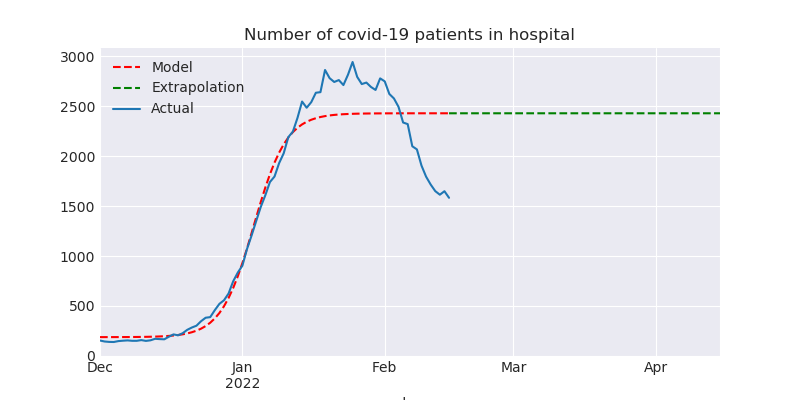 Number of covid-19 patients in hospital
3000
2500
2000
1500
1000
500
0
Model
Extrapolation
Actual
Dec
Jan
2022
Feb
Mar
Apr